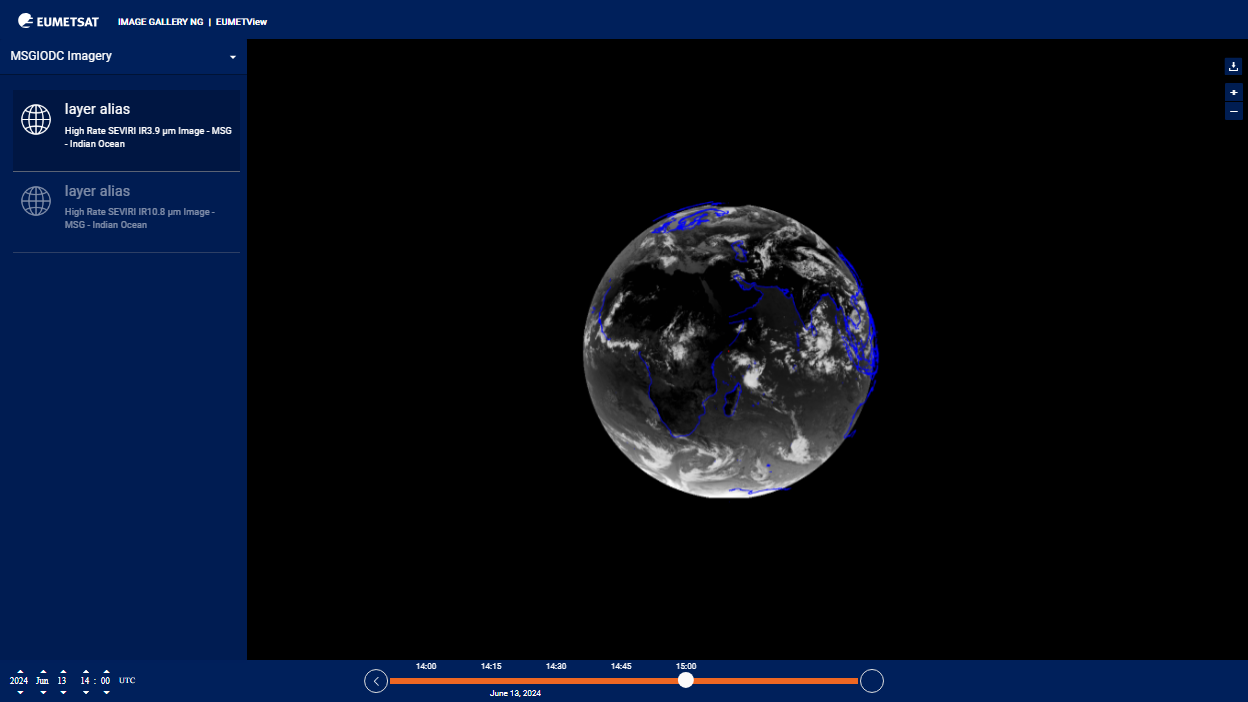 EUMETSAT IMAGE GALLERY NG | EUMETView
MSGIODC Imagery
layer alias
High Rate SEVIRI IR3.9 µm Image - MSG
- Indian Ocean
layer alias
High Rate SEVIRI IR10.8 µm Image -
MSG - Indian Ocean
14:00 14:15 14:30 14:45 15:00
2024 Jun 13 14 : 00 UTC
June 13, 2024